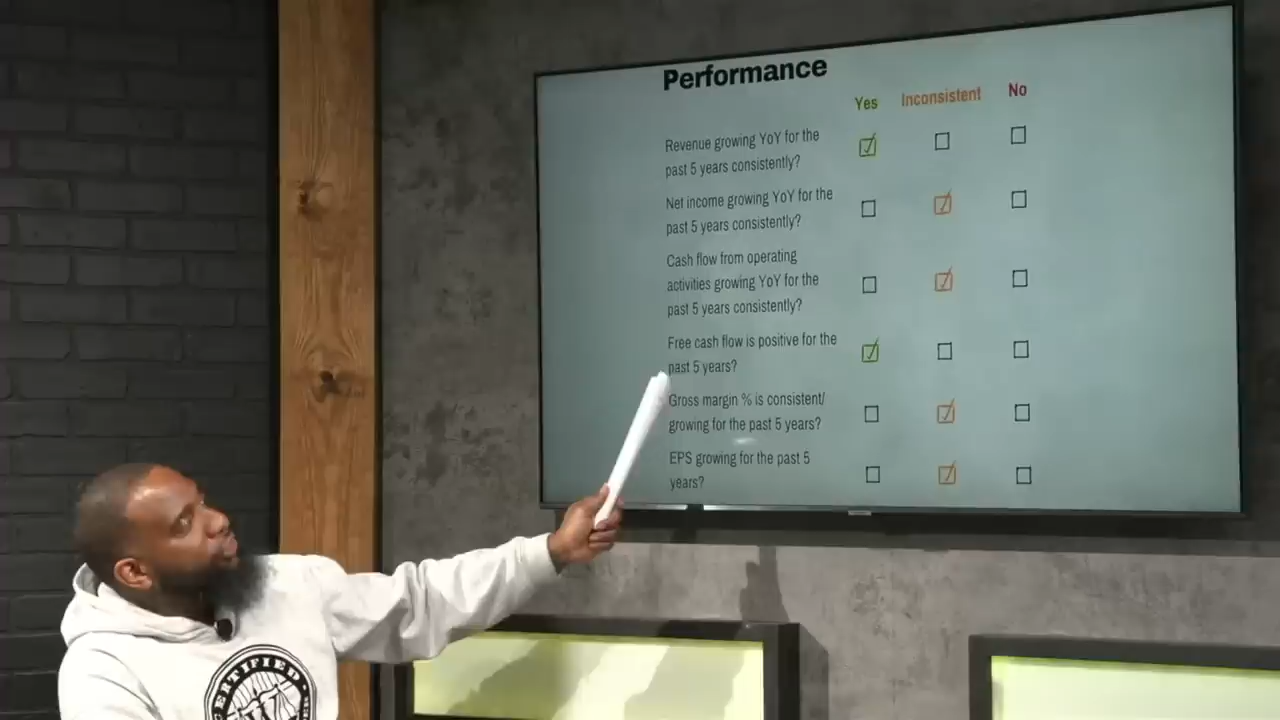 Performance
Yes Inconsistent No
Revenue growing YoY for the
past 5 years consistently?
Net income growing YoY for the
past 5 years consistently?
Cash flow from operating
activities growing YoY for the
past 5 years consistently?
Free cash flow is positive for the
past 5 years?
Gross margin % is consistent/
growing for the past 5 years?
EPS growing for the past 5
years?
CERTIFIED